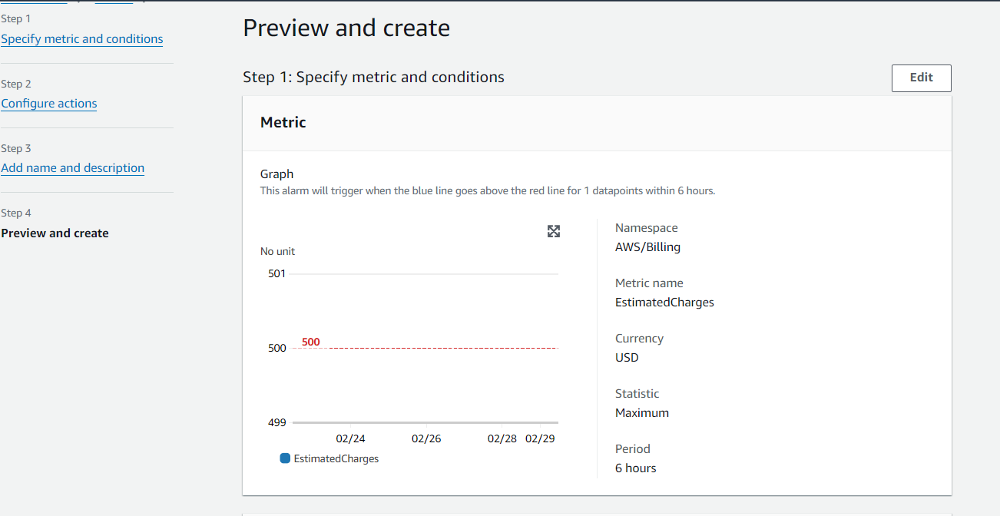 Step 1
Specify metric and conditions
Step 2
Configure actions
Step 3
Add name and description
Step 4
Preview and create
Preview and create
Step 1: Specify metric and conditions
Edit
Metric
Graph
This alarm will trigger when the blue line goes above the red line for 1 datapoints within 6 hours.
No unit
501
500
500
499
02/24
02/26
02/28
02/29
EstimatedCharges
Namespace
AWS/Billing
Metric name
EstimatedCharges
Currency
USD
Statistic
Maximum
Period
6 hours